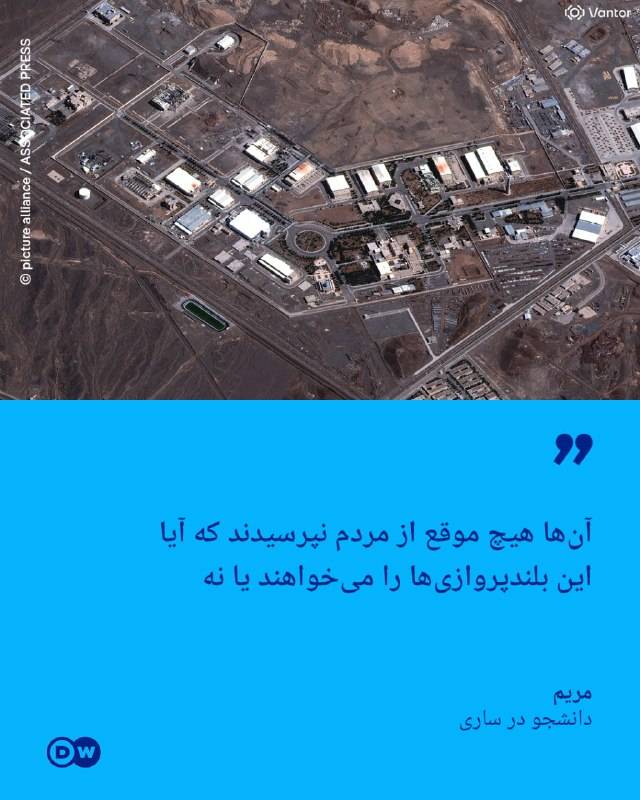 Vantor
© picture alliance / ASSOCIATED PRESS
”
آن‌ها هیچ موقع از مردم نپرسیدند که آیا
این بلندپروازی‌ها را می‌خواهند یا نه
مریم
دانشجو در ساری
DW